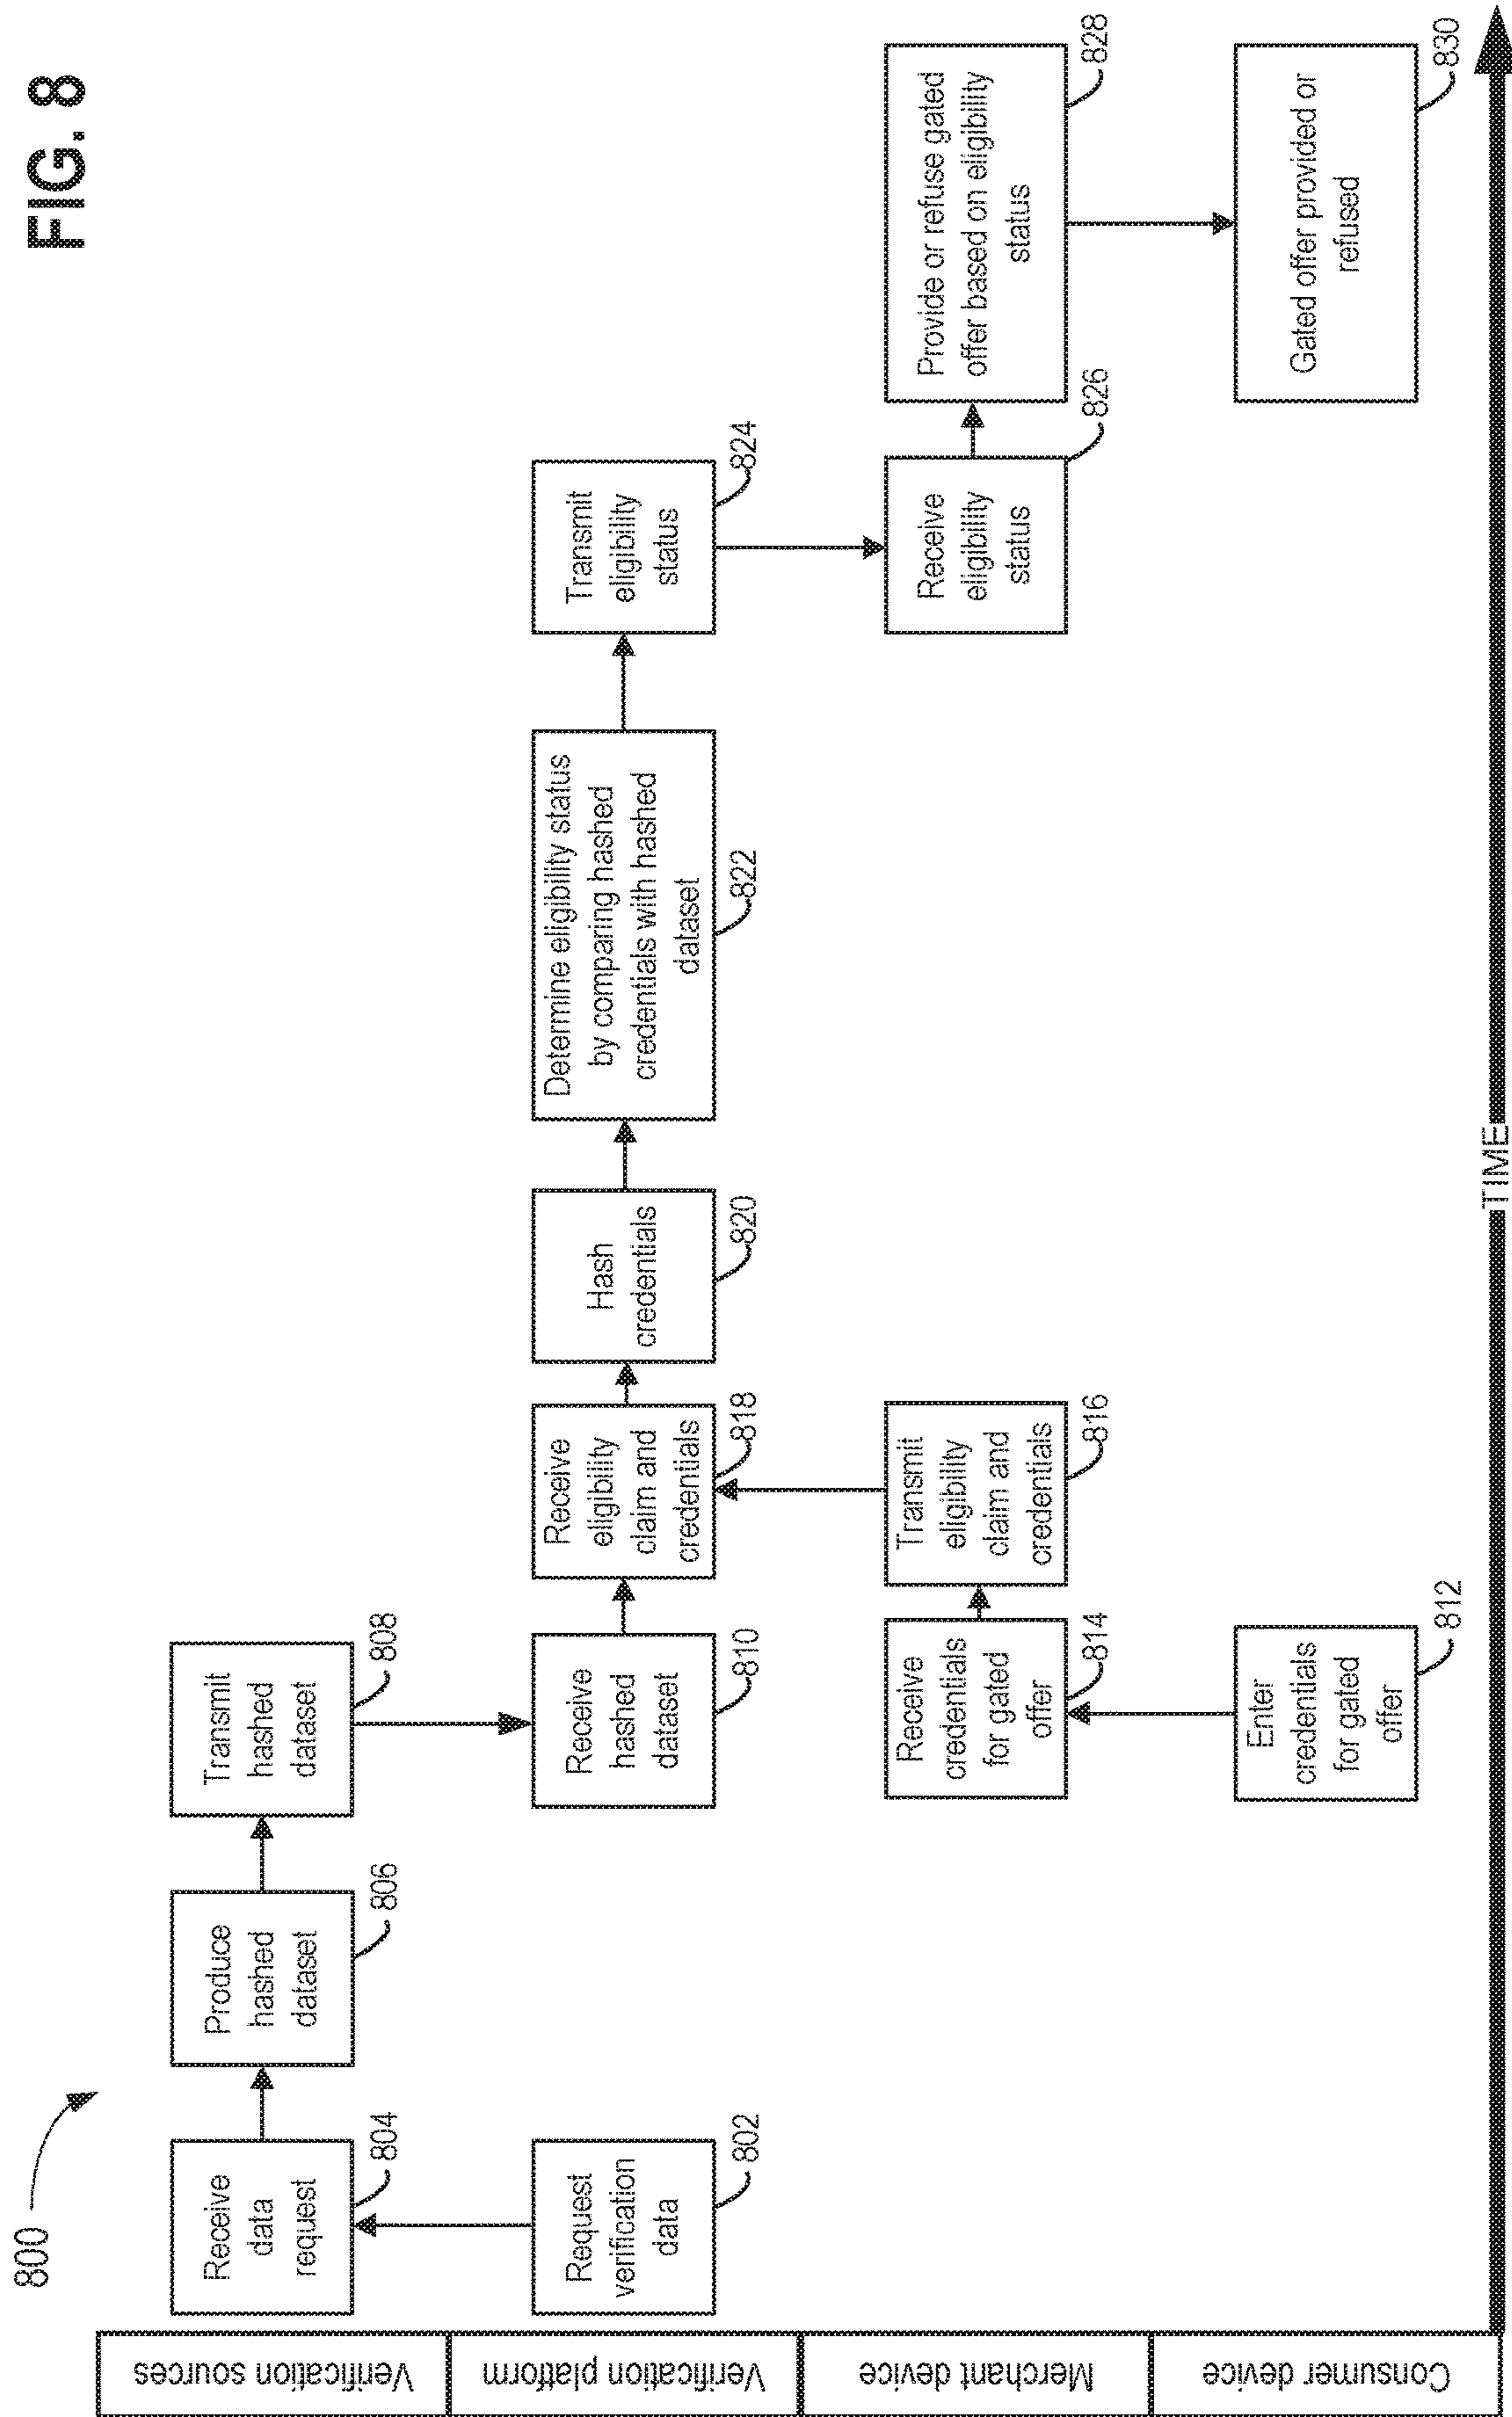 FIG. 8
800
Verification sources
Verification platform
Merchant device
Consumer device
Request
verification
data
802
Receive
data
request
804
Produce
hashed
dataset
806
Transmit
hashed
dataset
808
Receive
hashed
dataset
810
Enter
credentials
for gated
offer
812
Receive
credentials
for gated
offer
814
Transmit
eligibility
claim and
credentials
816
Receive
eligibility
claim and
credentials
818
Hash
credentials
820
Determine eligibility status
by comparing hashed
credentials with hashed
dataset
822
Transmit
eligibility
status
824
Receive
eligibility
status
826
Provide or refuse gated
offer based on eligibility
status
828
Gated offer provided or
refused
830
TIME